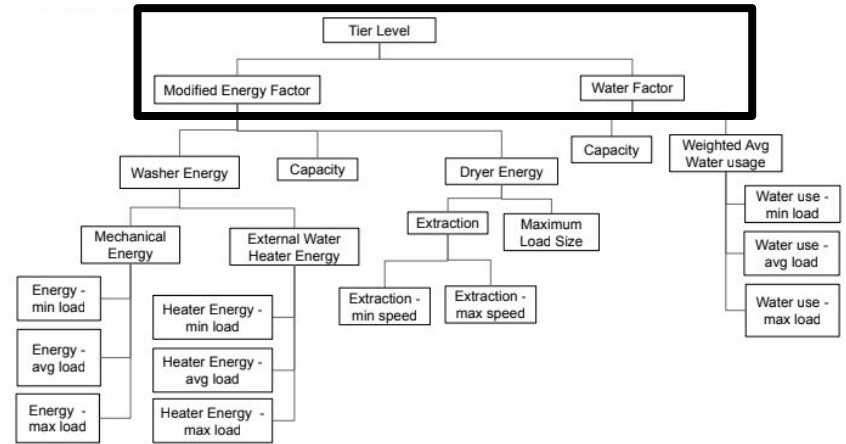 Tier Level
Modified Energy Factor
Water Factor
Washer Energy
Capacity
Dryer Energy
Capacity
Weighted Avg
Water usage
Mechanical
Energy
External Water
Heater Energy
Extraction
Maximum
Load Size
Water use -
min load
Water use -
avg load
Water use -
max load
Energy -
min load
Energy -
avg load
Energy -
max load
Heater Energy -
min load
Heater Energy -
avg load
Heater Energy -
max load
Extraction -
min speed
Extraction -
max speed